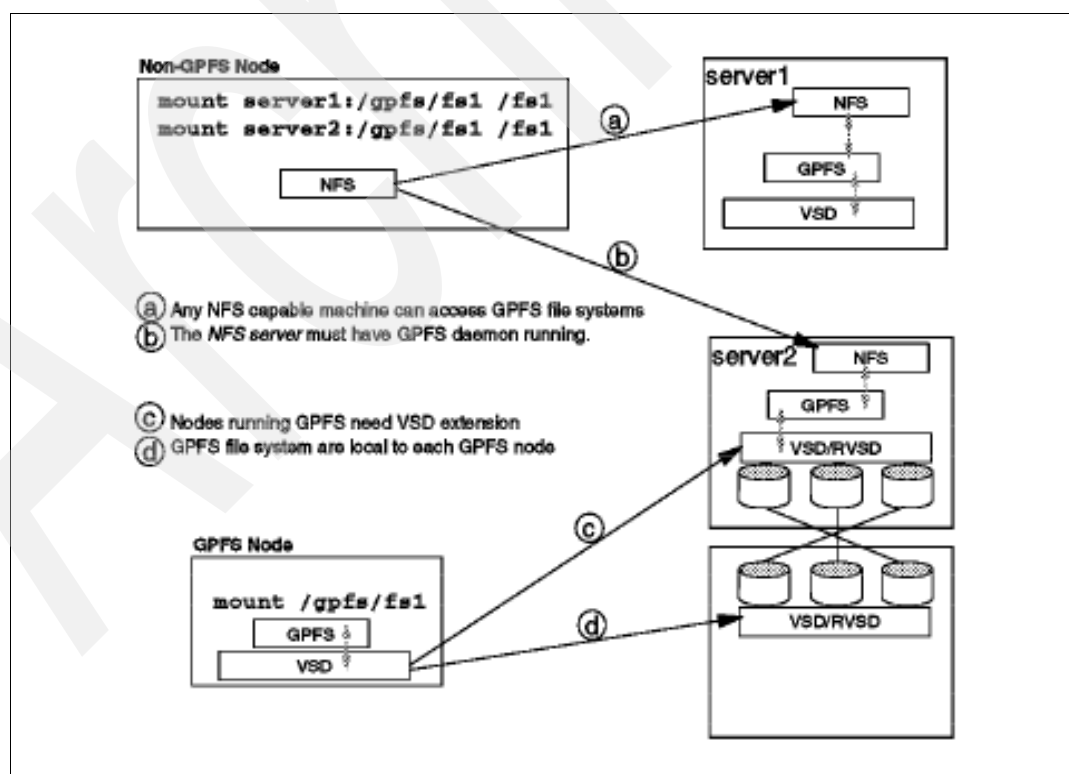 Non-GPFS Node
mount server1:/gpfs/fs1 /fs1
mount server2:/gpfs/fs1 /fs1
NFS
a
b
server1
NFS
GPFS
VSD
a Any NFS capable machine can access GPFS file systems
b The NFS server must have GPFS daemon running.
c Nodes running GPFS need VSD extension
d GPFS file system are local to each GPFS node
server2
NFS
GPFS
VSD/RVSD
c
d
GPFS Node
mount /gpfs/fs1
GPFS
VSD
VSD/RVSD